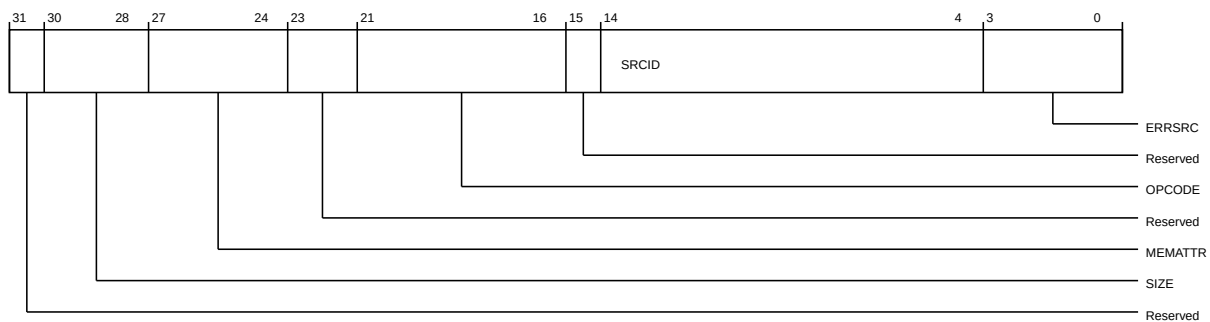 31 30 28 27 24 23 21 16 15 14 4 3 0
SRCID
ERRSRC
Reserved
OPCODE
Reserved
MEMATTR
SIZE
Reserved